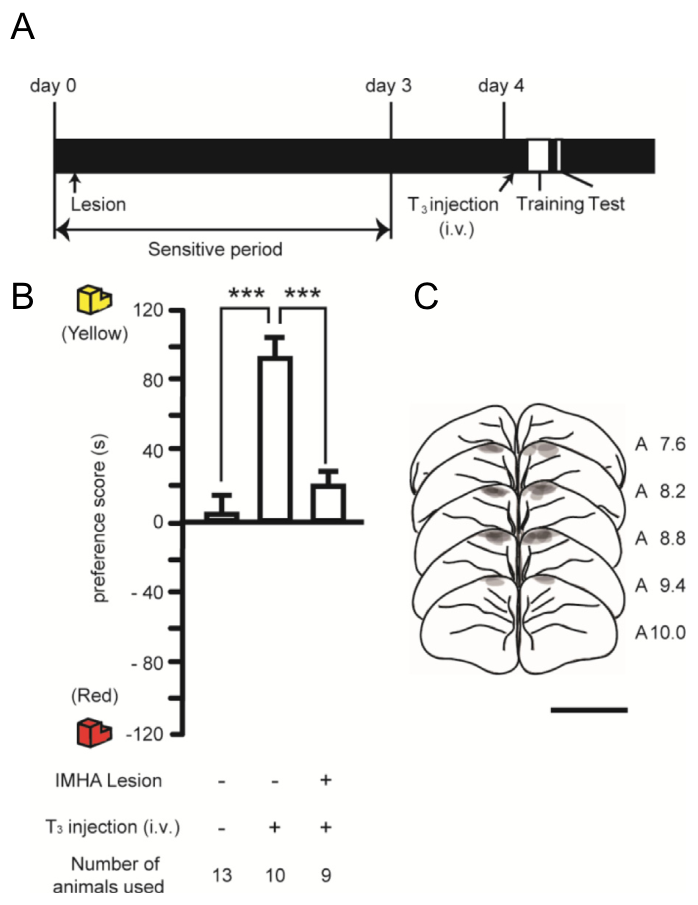 A
day 0 day 3 day 4
Lesion
T3 injection
(i.v.)
Training Test
Sensitive period
B
(Yellow)
preference score (s)
120
80
40
0
- 40
- 80
-120
(Red)
*** ***
IMHA Lesion - - +
T3 injection (i.v.) - + +
Number of
animals used
13 10 9
C
A 7.6
A 8.2
A 8.8
A 9.4
A 10.0